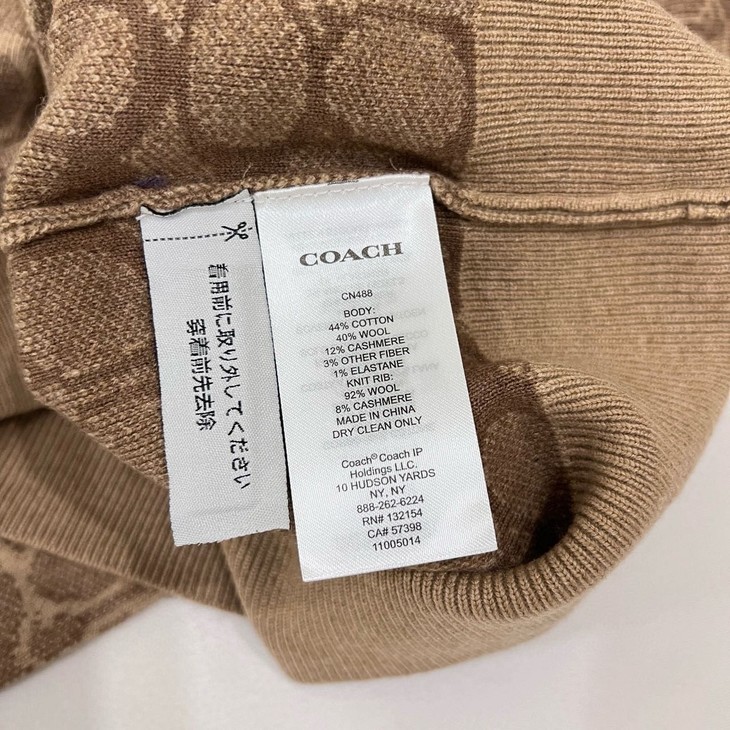 着用前に取り外してください
穿着前先去除
COACH
CN488
BODY:
44% COTTON
40% WOOL
12% CASHMERE
3% OTHER FIBER
1% ELASTANE
KNIT RIB:
92% WOOL
8% CASHMERE
MADE IN CHINA
DRY CLEAN ONLY
Coach® Coach IP
Holdings LLC.
10 HUDSON YARDS
NY, NY
888-262-6224
RN# 132154
CA# 57398
11005014